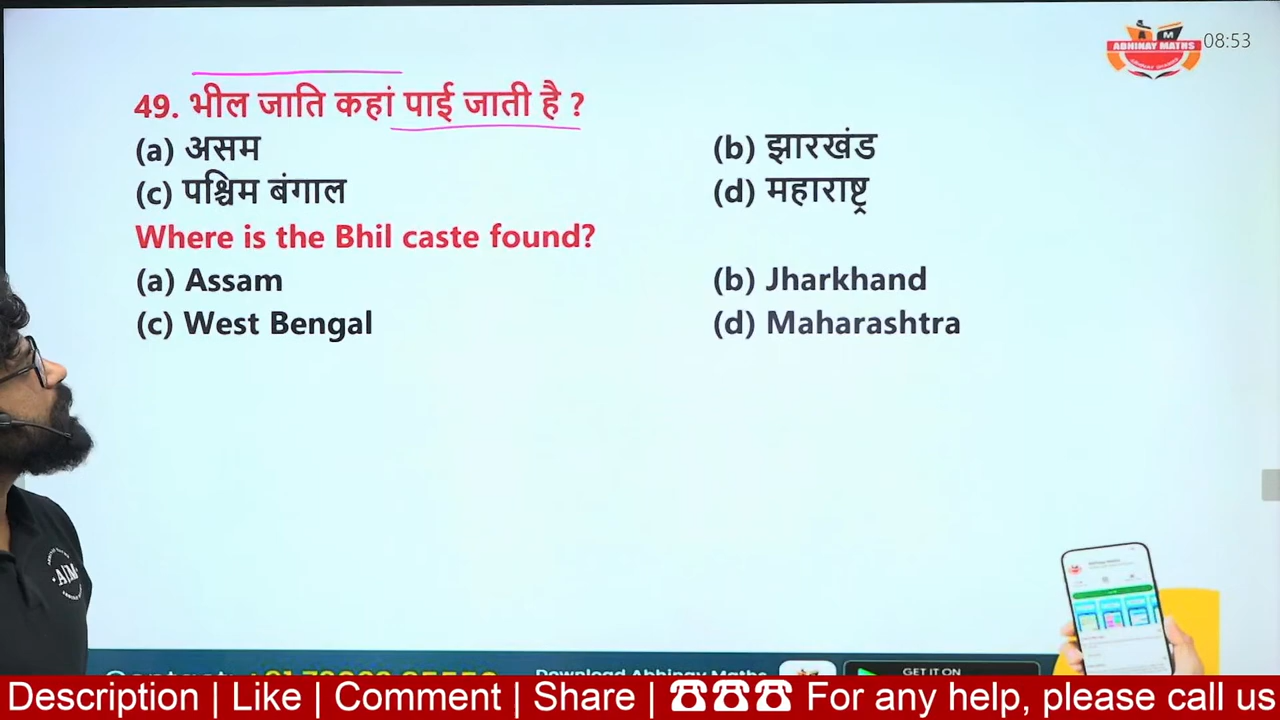 ABHINAY MATHS
08:53
49. भील जाति कहां पाई जाती है ?
(a) असम
(b) झारखंड
(c) पश्चिम बंगाल
(d) महाराष्ट्र
Where is the Bhil caste found?
(a) Assam
(b) Jharkhand
(c) West Bengal
(d) Maharashtra
AIM
Download Abhinay Maths
GET IT ON
Description | Like | Comment | Share | ☎☎☎ For any help, please call us